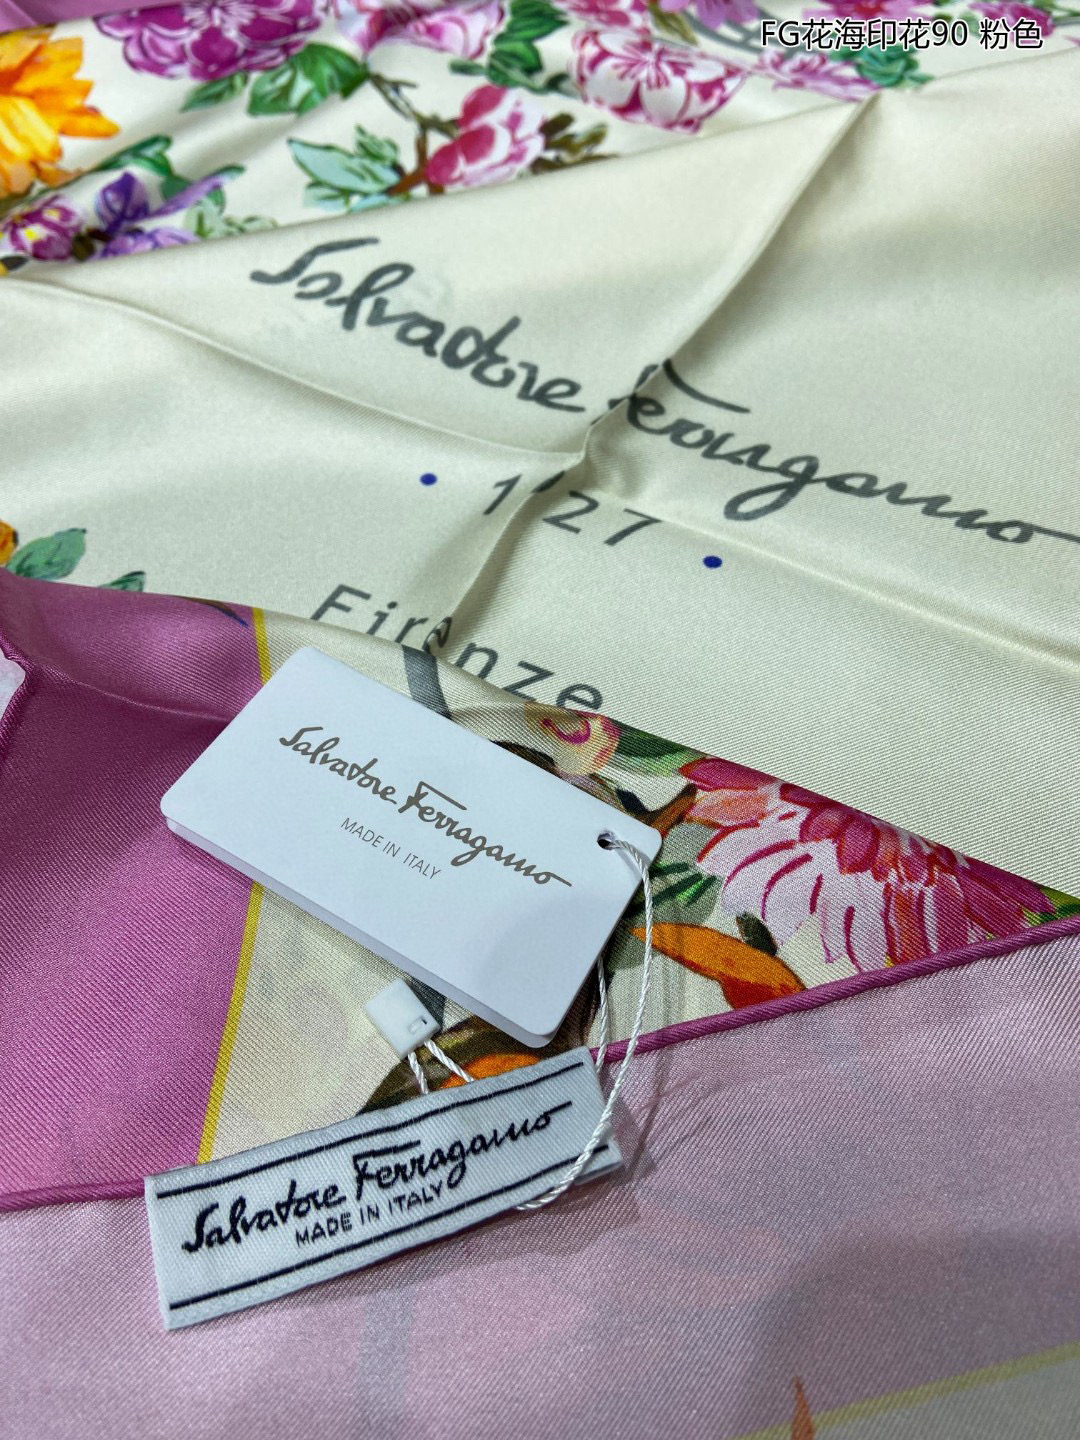 FG花海印花90 粉色
Salvatore Ferragamo
Firenze
Salvatore Ferragamo
MADE IN ITALY
Salvatore Ferragamo
MADE IN ITALY